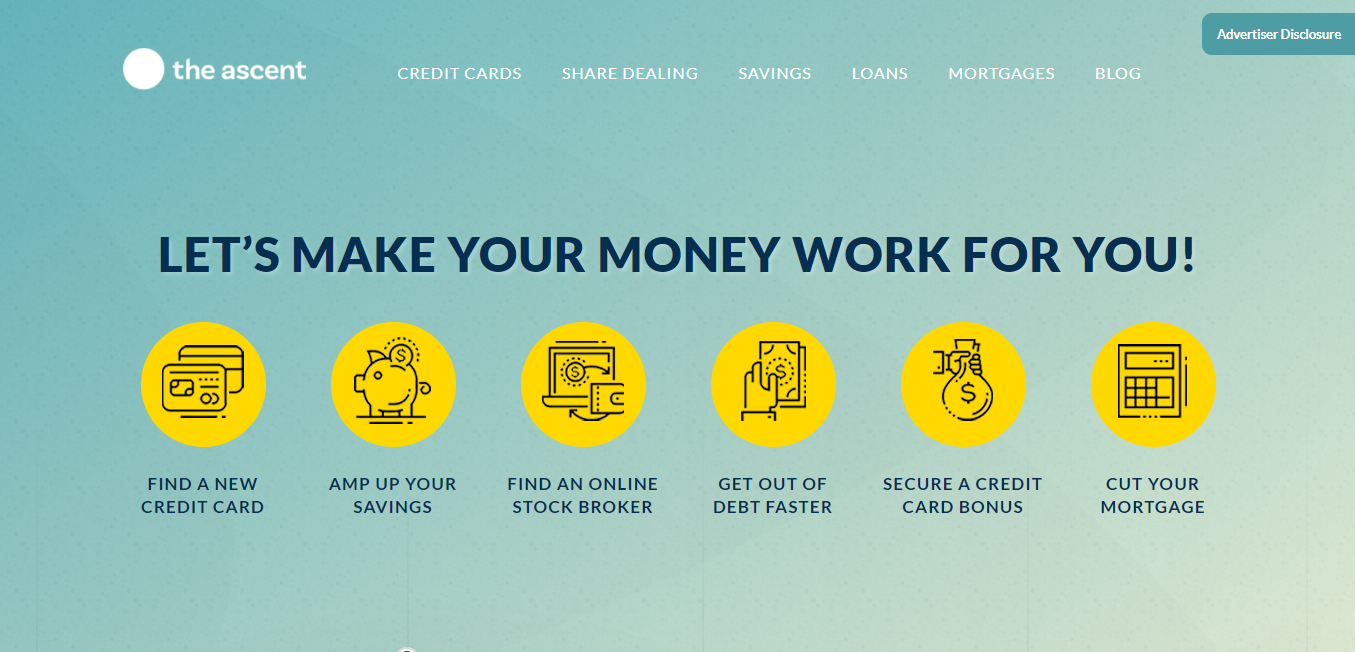 Advertiser Disclosure
the ascent
CREDIT CARDS SHARE DEALING SAVINGS LOANS MORTGAGES BLOG
LET’S MAKE YOUR MONEY WORK FOR YOU!
FIND A NEW
CREDIT CARD
AMP UP YOUR
SAVINGS
FIND AN ONLINE
STOCK BROKER
GET OUT OF
DEBT FASTER
SECURE A CREDIT
CARD BONUS
CUT YOUR
MORTGAGE